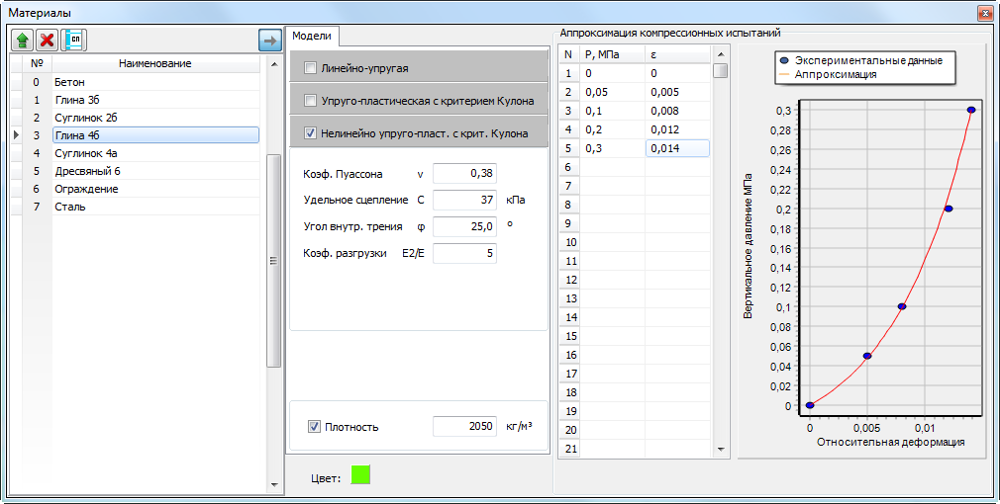 Материалы
сп
№ Наименование
0 Бетон
1 Глина 3б
2 Суглинок 2б
3 Глина 4б
4 Суглинок 4а
5 Дресвяный 6
6 Ограждение
7 Сталь
Модели
Линейно-упругая
Упруго-пластическая с критерием Кулона
Нелинейно упруго-пласт. с крит. Кулона
Коэф. Пуассона ν 0,38
Удельное сцепление C 37 кПа
Угол внутр. трения φ 25,0 °
Коэф. разгрузки E2/E 5
Плотность 2050 кг/м³
Цвет:
Аппроксимация компрессионных испытаний
N P, МПа ε
1 0 0
2 0,05 0,005
3 0,1 0,008
4 0,2 0,012
5 0,3 0,014
6
7
8
9
10
11
12
13
14
15
16
17
18
19
20
21
Экспериментальные данные
Аппроксимация
Вертикальное давление МПа
0,3
0,28
0,26
0,24
0,22
0,2
0,18
0,16
0,14
0,12
0,1
0,08
0,06
0,04
0,02
0
0 0,005 0,01
Относительная деформация